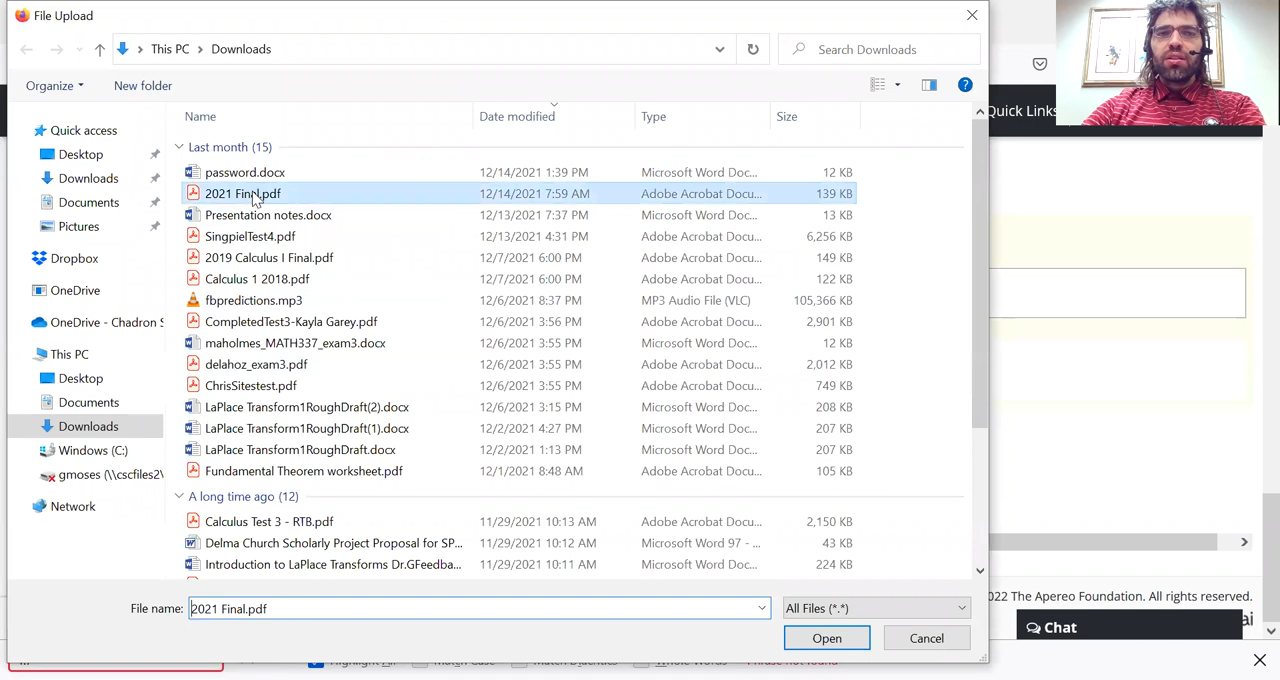 File Upload
This PC > Downloads
Search Downloads
Organize
New folder
Quick Links
Name
Date modified
Type
Size
Quick access
Desktop
Downloads
Documents
Pictures
Dropbox
OneDrive
OneDrive - Chadron S
This PC
Desktop
Documents
Downloads
Windows (C:)
gmoses (\\cscfiles2\
Network
Last month (15)
password.docx 12/14/2021 1:39 PM Microsoft Word Doc... 12 KB
2021 Final.pdf 12/14/2021 7:59 AM Adobe Acrobat Docu... 139 KB
Presentation notes.docx 12/13/2021 7:37 PM Microsoft Word Doc... 13 KB
SingpielTest4.pdf 12/13/2021 4:31 PM Adobe Acrobat Docu... 6,256 KB
2019 Calculus I Final.pdf 12/7/2021 6:00 PM Adobe Acrobat Docu... 149 KB
Calculus 1 2018.pdf 12/7/2021 6:00 PM Adobe Acrobat Docu... 122 KB
fbpredictions.mp3 12/6/2021 8:37 PM MP3 Audio File (VLC) 105,366 KB
CompletedTest3-Kayla Garey.pdf 12/6/2021 3:56 PM Adobe Acrobat Docu... 2,901 KB
maholmes_MATH337_exam3.docx 12/6/2021 3:55 PM Microsoft Word Doc... 12 KB
delahoz_exam3.pdf 12/6/2021 3:55 PM Adobe Acrobat Docu... 2,012 KB
ChrisSitestest.pdf 12/6/2021 3:55 PM Adobe Acrobat Docu... 749 KB
LaPlace Transform1RoughDraft(2).docx 12/6/2021 3:15 PM Microsoft Word Doc... 208 KB
LaPlace Transform1RoughDraft(1).docx 12/2/2021 4:27 PM Microsoft Word Doc... 207 KB
LaPlace Transform1RoughDraft.docx 12/2/2021 1:13 PM Microsoft Word Doc... 207 KB
Fundamental Theorem worksheet.pdf 12/1/2021 8:48 AM Adobe Acrobat Docu... 105 KB
A long time ago (12)
Calculus Test 3 - RTB.pdf 11/29/2021 10:13 AM Adobe Acrobat Docu... 2,150 KB
Delma Church Scholarly Project Proposal for SP... 11/29/2021 10:12 AM Microsoft Word 97 - ... 43 KB
Introduction to LaPlace Transforms Dr.GFeedba... 11/29/2021 10:11 AM Microsoft Word Doc... 224 KB
File name: 2021 Final.pdf
All Files (*.*)
Open
Cancel
022 The Apereo Foundation. All rights reserved.
ai
Chat